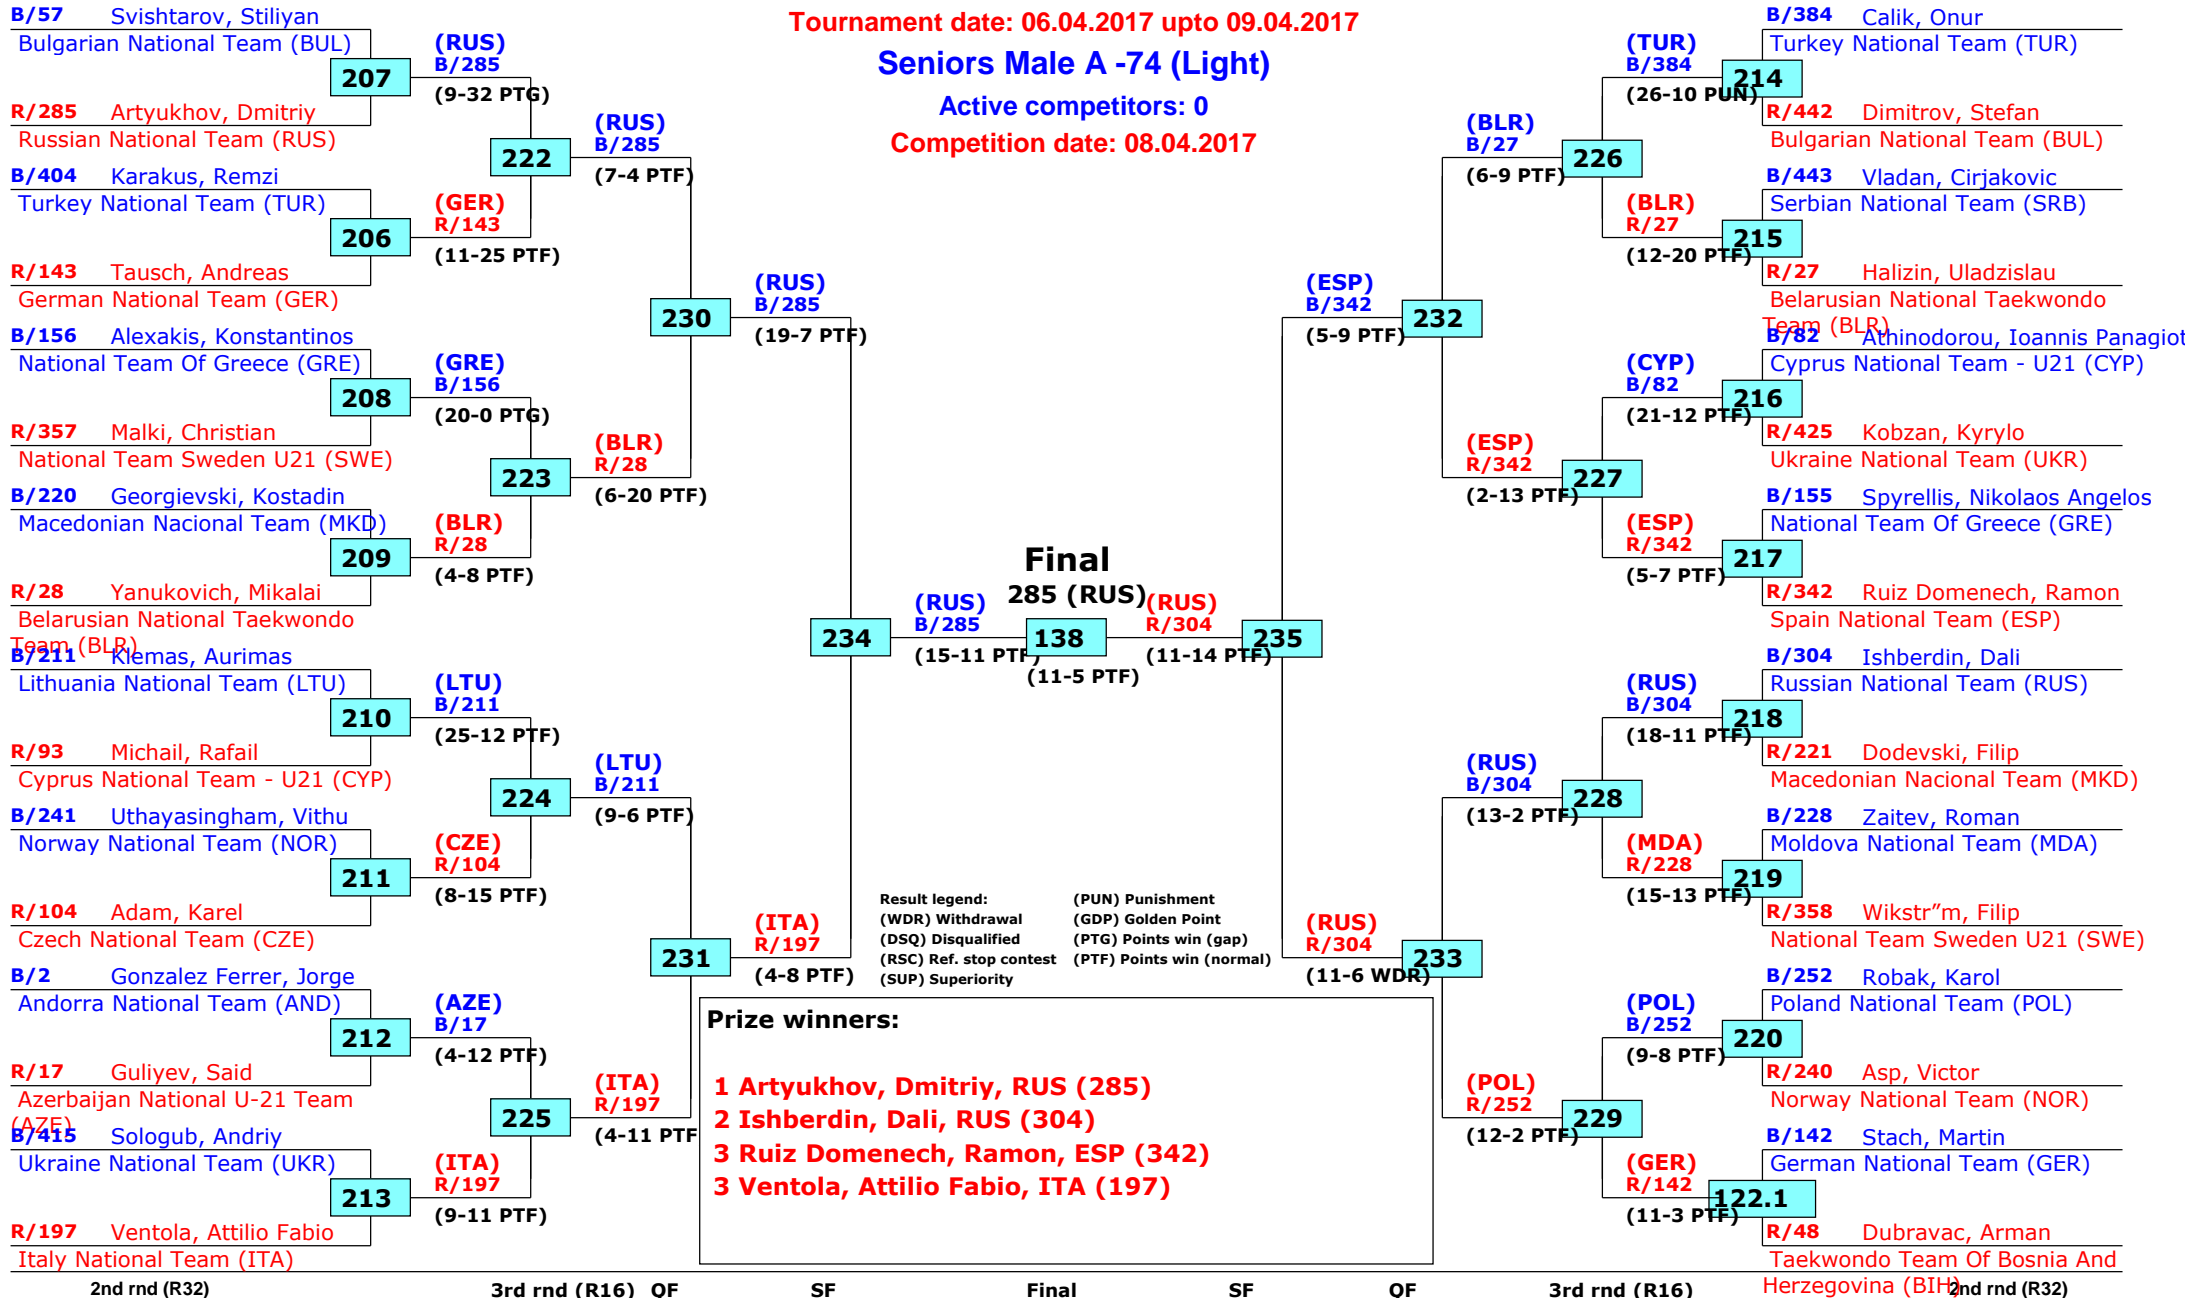 Tournament date: 06.04.2017 upto 09.04.2017
Seniors Male A -74 (Light)
Active competitors: 0
Competition date: 08.04.2017
B/57 Svishtarov, Stiliyan
Bulgarian National Team (BUL)
207
R/285 Artyukhov, Dmitriy
Russian National Team (RUS)
B/404 Karakus, Remzi
Turkey National Team (TUR)
206
R/143 Tausch, Andreas
German National Team (GER)
B/156 Alexakis, Konstantinos
National Team Of Greece (GRE)
208
R/357 Malki, Christian
National Team Sweden U21 (SWE)
B/220 Georgievski, Kostadin
Macedonian Nacional Team (MKD)
209
R/28 Yanukovich, Mikalai
Belarusian National Taekwondo
Team (BLR)
B/211 Klemas, Aurimas
Lithuania National Team (LTU)
210
R/93 Michail, Rafail
Cyprus National Team - U21 (CYP)
B/241 Uthayasingham, Vithu
Norway National Team (NOR)
211
R/104 Adam, Karel
Czech National Team (CZE)
B/2 Gonzalez Ferrer, Jorge
Andorra National Team (AND)
212
R/17 Guliyev, Said
Azerbaijan National U-21 Team
(AZE)
B/415 Sologub, Andriy
Ukraine National Team (UKR)
213
R/197 Ventola, Attilio Fabio
Italy National Team (ITA)
(RUS)
B/285
(9-32 PTG)
222
(GER)
R/143
(11-25 PTF)
(GRE)
B/156
(20-0 PTG)
223
(BLR)
R/28
(4-8 PTF)
(LTU)
B/211
(25-12 PTF)
224
(CZE)
R/104
(8-15 PTF)
(AZE)
B/17
(4-12 PTF)
225
(ITA)
R/197
(9-11 PTF)
(RUS)
B/285
(7-4 PTF)
230
(BLR)
R/28
(6-20 PTF)
(LTU)
B/211
(9-6 PTF)
231
(ITA)
R/197
(4-11 PTF
(RUS)
B/285
(19-7 PTF)
234
(ITA)
R/197
(4-8 PTF)
(RUS)
B/285
(15-11 PTF)
Final
285 (RUS)
138
(11-5 PTF)
(RUS)
R/304
(11-14 PTF)
235
(ESP)
B/342
(5-9 PTF)
232
(RUS)
R/304
(11-6 WDR)
233
(BLR)
B/27
(6-9 PTF)
226
(ESP)
R/342
(2-13 PTF)
227
(RUS)
B/304
(13-2 PTF)
228
(POL)
R/252
(12-2 PTF)
229
(TUR)
B/384
(26-10 PUN)
(BLR)
R/27
(12-20 PTF)
(CYP)
B/82
(21-12 PTF)
(ESP)
R/342
(5-7 PTF)
(RUS)
B/304
(18-11 PTF)
(MDA)
R/228
(15-13 PTF)
(POL)
B/252
(9-8 PTF)
(GER)
R/142
(11-3 PTF)
B/384 Calik, Onur
Turkey National Team (TUR)
214
R/442 Dimitrov, Stefan
Bulgarian National Team (BUL)
B/443 Vladan, Cirjakovic
Serbian National Team (SRB)
215
R/27 Halizin, Uladzislau
Belarusian National Taekwondo
Team (BLR)
B/82 Athinodorou, Ioannis Panagiot
Cyprus National Team - U21 (CYP)
216
R/425 Kobzan, Kyrylo
Ukraine National Team (UKR)
B/155 Spyrellis, Nikolaos Angelos
National Team Of Greece (GRE)
217
R/342 Ruiz Domenech, Ramon
Spain National Team (ESP)
B/304 Ishberdin, Dali
Russian National Team (RUS)
218
R/221 Dodevski, Filip
Macedonian Nacional Team (MKD)
B/228 Zaitev, Roman
Moldova National Team (MDA)
219
R/358 Wikstr"m, Filip
National Team Sweden U21 (SWE)
B/252 Robak, Karol
Poland National Team (POL)
220
R/240 Asp, Victor
Norway National Team (NOR)
B/142 Stach, Martin
German National Team (GER)
122.1
R/48 Dubravac, Arman
Taekwondo Team Of Bosnia And
Herzegovina (BIH)
Result legend:
(WDR) Withdrawal
(DSQ) Disqualified
(RSC) Ref. stop contest
(SUP) Superiority
(PUN) Punishment
(GDP) Golden Point
(PTG) Points win (gap)
(PTF) Points win (normal)
Prize winners:
1 Artyukhov, Dmitriy, RUS (285)
2 Ishberdin, Dali, RUS (304)
3 Ruiz Domenech, Ramon, ESP (342)
3 Ventola, Attilio Fabio, ITA (197)
2nd rnd (R32) 3rd rnd (R16) QF SF Final SF QF 3rd rnd (R16) 2nd rnd (R32)